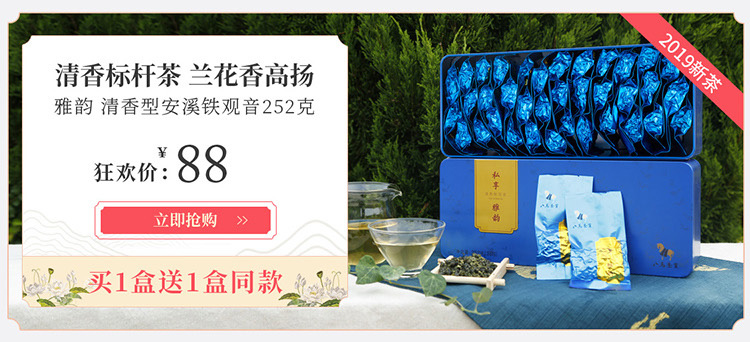 清香标杆茶 兰花香高扬
雅韵 清香型安溪铁观音252克
狂欢价:¥88
立即抢购 >>
买1盒送1盒同款
2019新茶
私享
雅韵